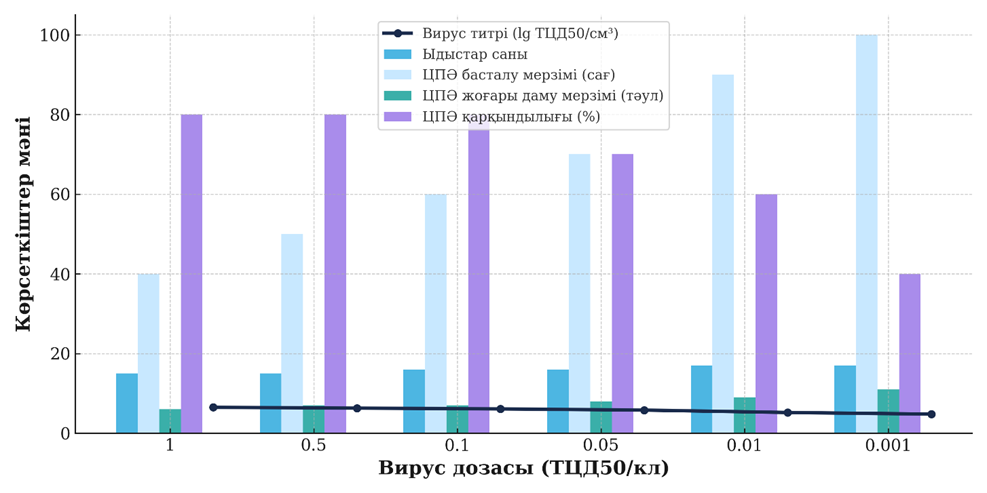 Көрсеткіштер мәні
100
80
60
40
20
0
Вирус титрі (lg ТЦД50/см³)
Ыдыстар саны
ЦПӘ басталу мерзімі (сағ)
ЦПӘ жоғары даму мерзімі (тәул)
ЦПӘ қарқындылығы (%)
1 0.5 0.1 0.05 0.01 0.001
Вирус дозасы (ТЦД50/кл)